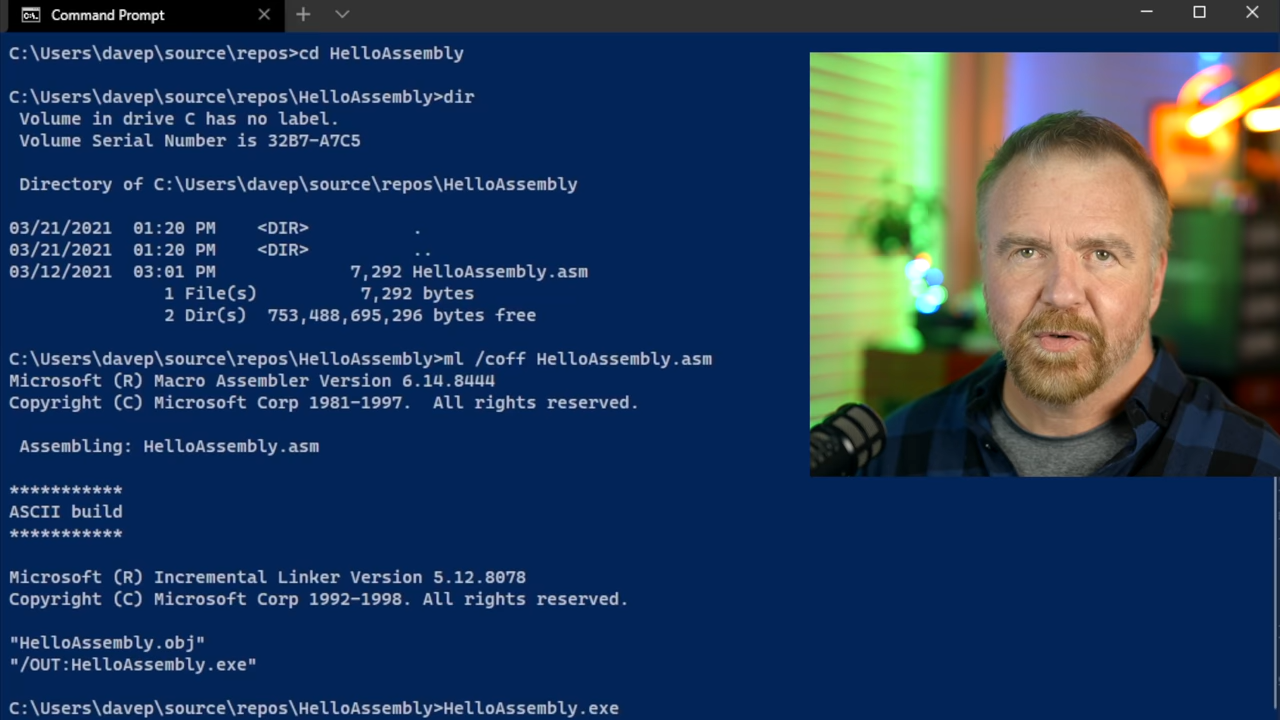 Command Prompt
C:\Users\davep\source\repos>cd HelloAssembly
C:\Users\davep\source\repos\HelloAssembly>dir
Volume in drive C has no label.
Volume Serial Number is 32B7-A7C5
Directory of C:\Users\davep\source\repos\HelloAssembly
03/21/2021  01:20 PM    <DIR>          .
03/21/2021  01:20 PM    <DIR>          ..
03/12/2021  03:01 PM             7,292 HelloAssembly.asm
1 File(s)          7,292 bytes
2 Dir(s)  753,488,695,296 bytes free
C:\Users\davep\source\repos\HelloAssembly>ml /coff HelloAssembly.asm
Microsoft (R) Macro Assembler Version 6.14.8444
Copyright (C) Microsoft Corp 1981-1997.  All rights reserved.
Assembling: HelloAssembly.asm
***********
ASCII build
***********
Microsoft (R) Incremental Linker Version 5.12.8078
Copyright (C) Microsoft Corp 1992-1998. All rights reserved.
"HelloAssembly.obj"
"/OUT:HelloAssembly.exe"
C:\Users\davep\source\repos\HelloAssembly>HelloAssembly.exe